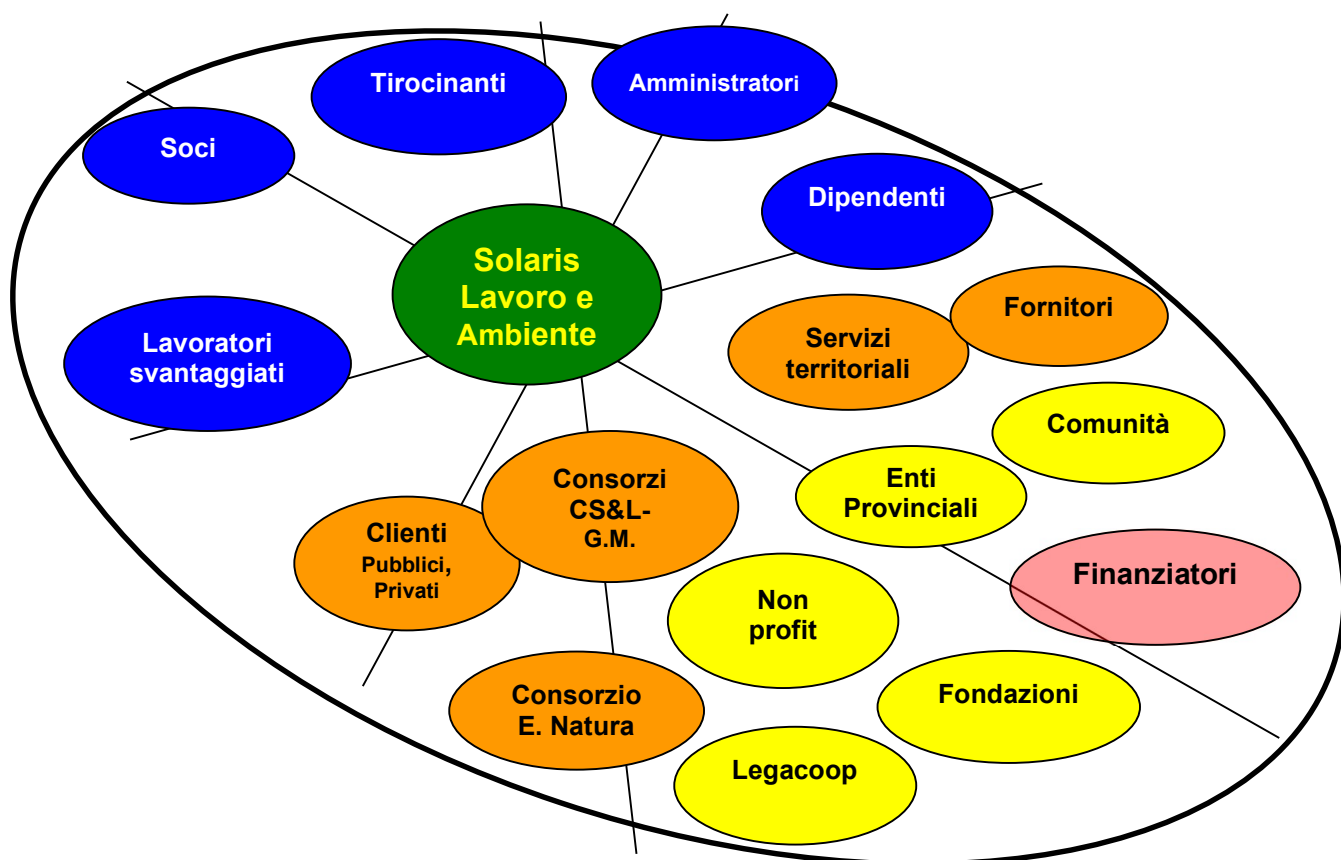 Tirocinanti
Amministratori
Soci
Dipendenti
Solaris
Lavoro e
Ambiente
Fornitori
Servizi
territoriali
Lavoratori
svantaggiati
Comunità
Enti
Provinciali
Consorzi
CS&L-
G.M.
Clienti
Pubblici,
Privati
Finanziatori
Non
profit
Fondazioni
Consorzio
E. Natura
Legacoop